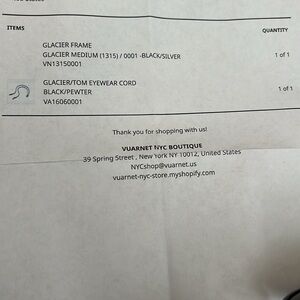 ITEMS QUANTITY
GLACIER FRAME
GLACIER MEDIUM (1315) / 0001 -BLACK/SILVER 1 of 1
VN13150001
GLACIER/TOM EYEWEAR CORD
BLACK/PEWTER 1 of 1
VA16060001
Thank you for shopping with us!
VUARNET NYC BOUTIQUE
39 Spring Street , New York NY 10012, United States
NYCshop@vuarnet.us
vuarnet-nyc-store.myshopify.com